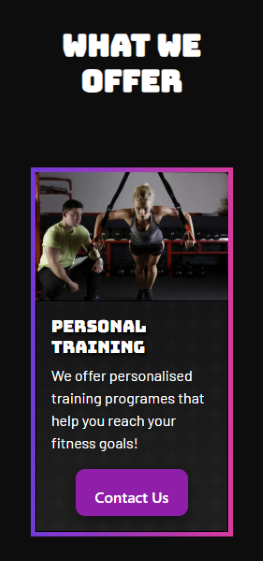 WHAT WE
OFFER
PERSONAL
TRAINING
We offer personalised
training programes that
help you reach your
fitness goals!
Contact Us